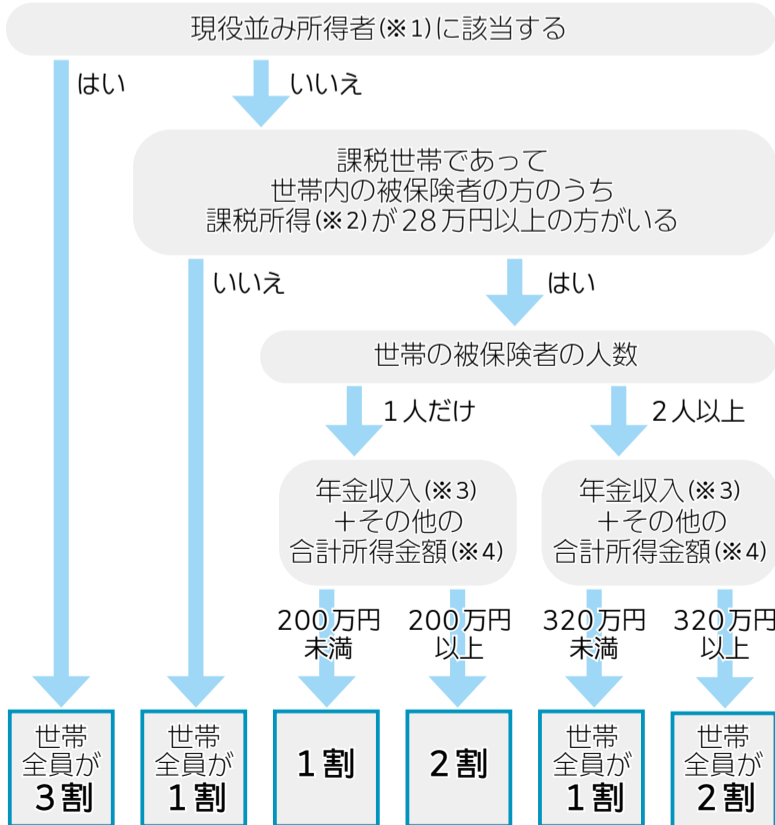 現役並み所得者(※1)に該当する
はい
いいえ
課税世帯であって
世帯内の被保険者の方のうち
課税所得(※2)が28万円以上の方がいる
いいえ
はい
世帯の被保険者の人数
1人だけ
2人以上
年金収入(※3)
＋その他の
合計所得金額(※4)
年金収入(※3)
＋その他の
合計所得金額(※4)
200万円
未満
200万円
以上
320万円
未満
320万円
以上
世帯
全員が
3割
世帯
全員が
1割
1割
2割
世帯
全員が
1割
世帯
全員が
2割